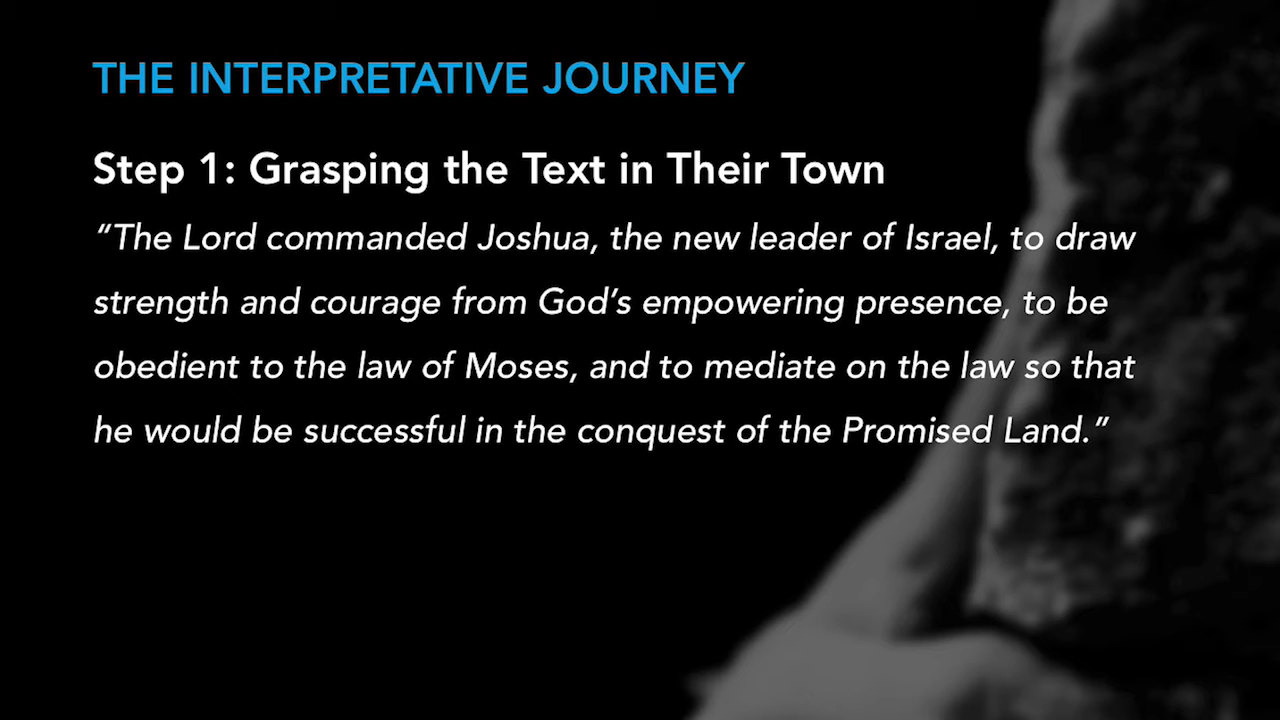 THE INTERPRETATIVE JOURNEY
Step 1: Grasping the Text in Their Town
“The Lord commanded Joshua, the new leader of Israel, to draw
strength and courage from God’s empowering presence, to be
obedient to the law of Moses, and to mediate on the law so that
he would be successful in the conquest of the Promised Land.”